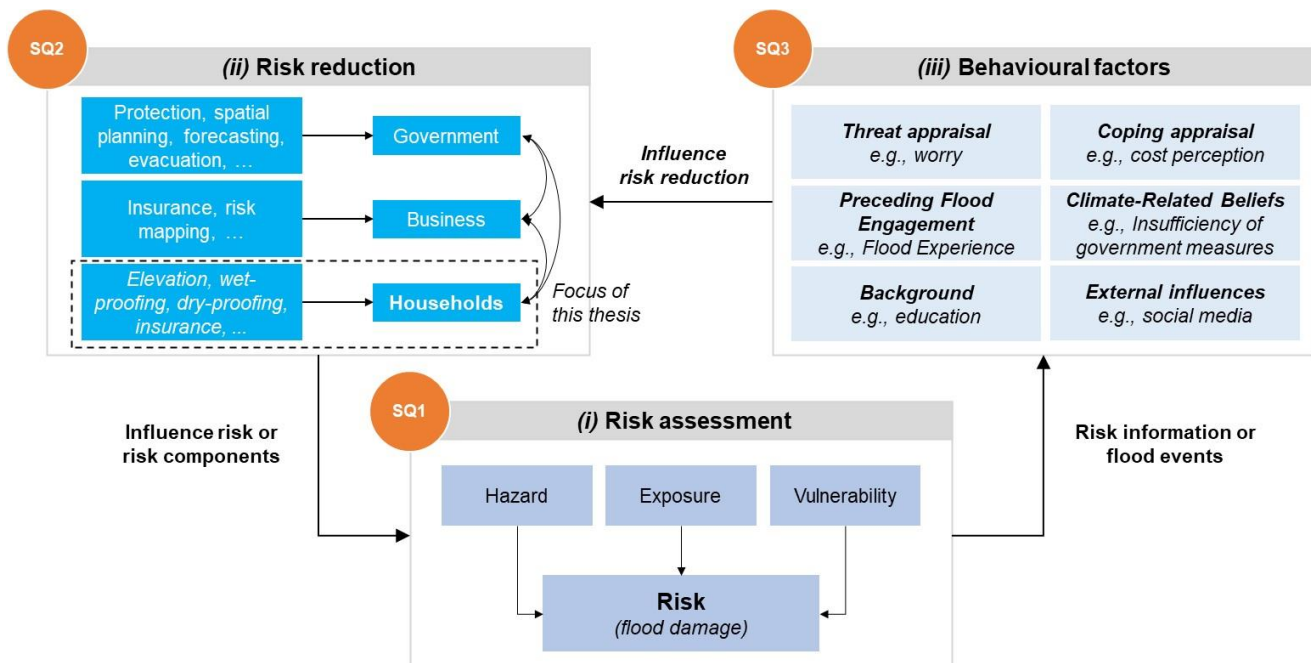 SQ2
(ii) Risk reduction
Protection, spatial
planning, forecasting,
evacuation, …
Government
Insurance, risk
mapping, …
Business
Elevation, wet-
proofing, dry-proofing,
insurance, ...
Households
Focus of
this thesis
Influence
risk reduction
SQ3
(iii) Behavioural factors
Threat appraisal
e.g., worry
Coping appraisal
e.g., cost perception
Preceding Flood
Engagement
e.g., Flood Experience
Climate-Related Beliefs
e.g., Insufficiency of
government measures
Background
e.g., education
External influences
e.g., social media
Influence risk or
risk components
SQ1
(i) Risk assessment
Hazard
Exposure
Vulnerability
Risk
(flood damage)
Risk information or
flood events